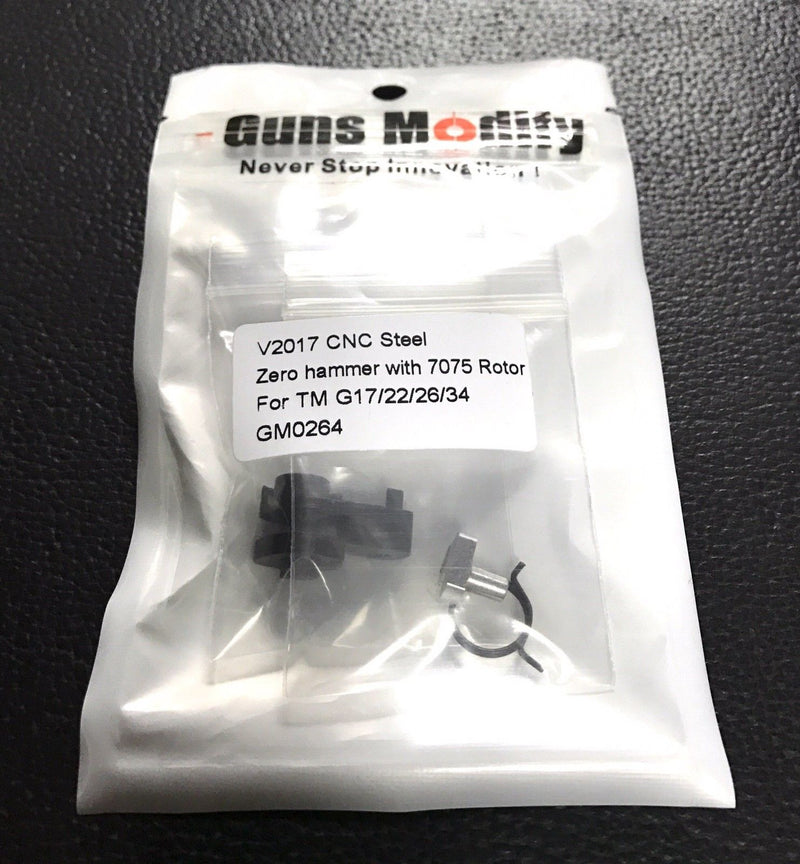 Guns Modify
Never Stop Innovation !
V2017 CNC Steel
Zero hammer with 7075 Rotor
For TM G17/22/26/34
GM0264